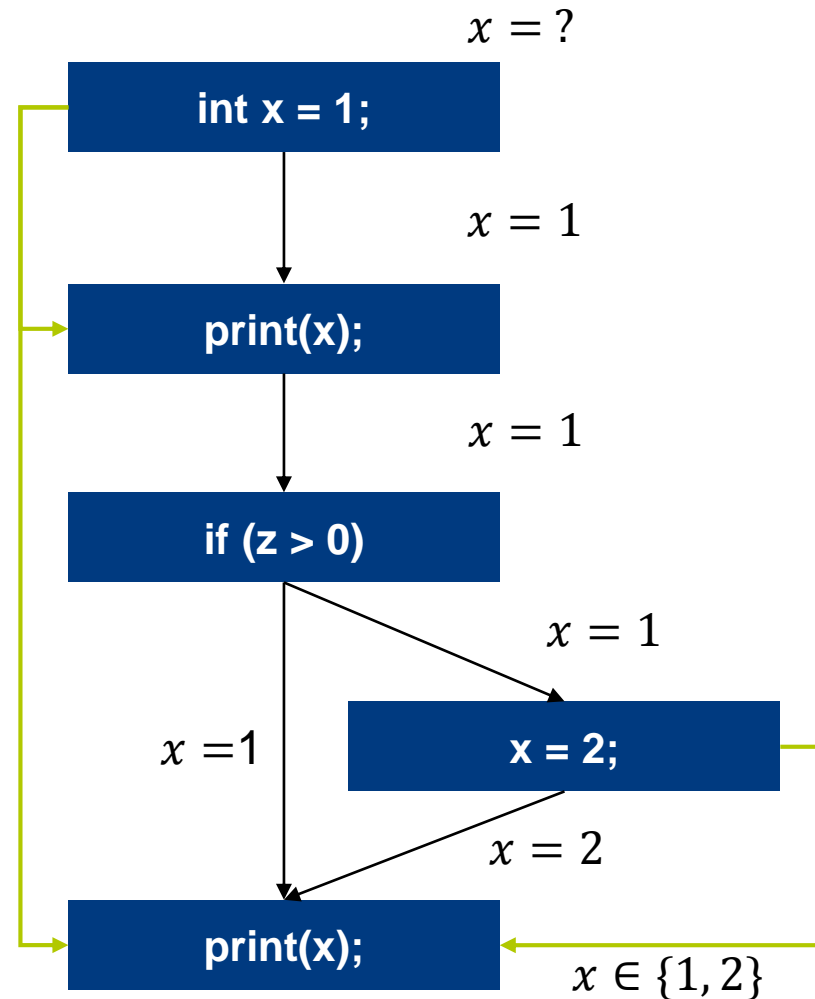 x = ?
int x = 1;
x = 1
print(x);
x = 1
if (z > 0)
x = 1
x =1
x = 2;
x = 2
print(x);
x ∈ {1, 2}